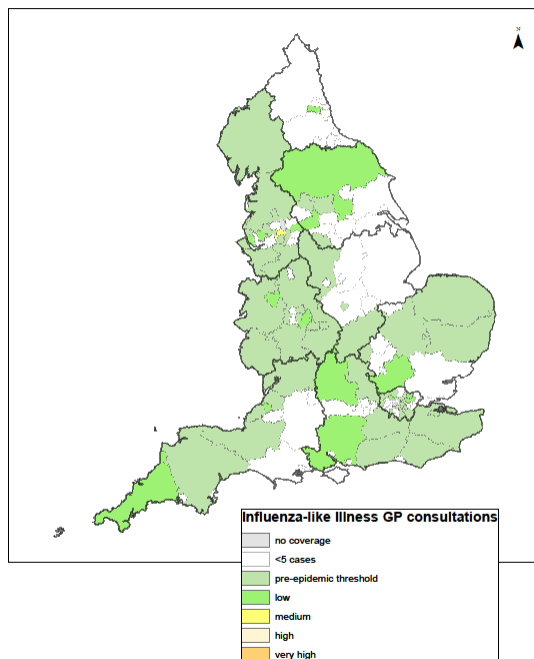 N
Influenza-like Illness GP consultations
no coverage
<5 cases
pre-epidemic threshold
low
medium
high
very high